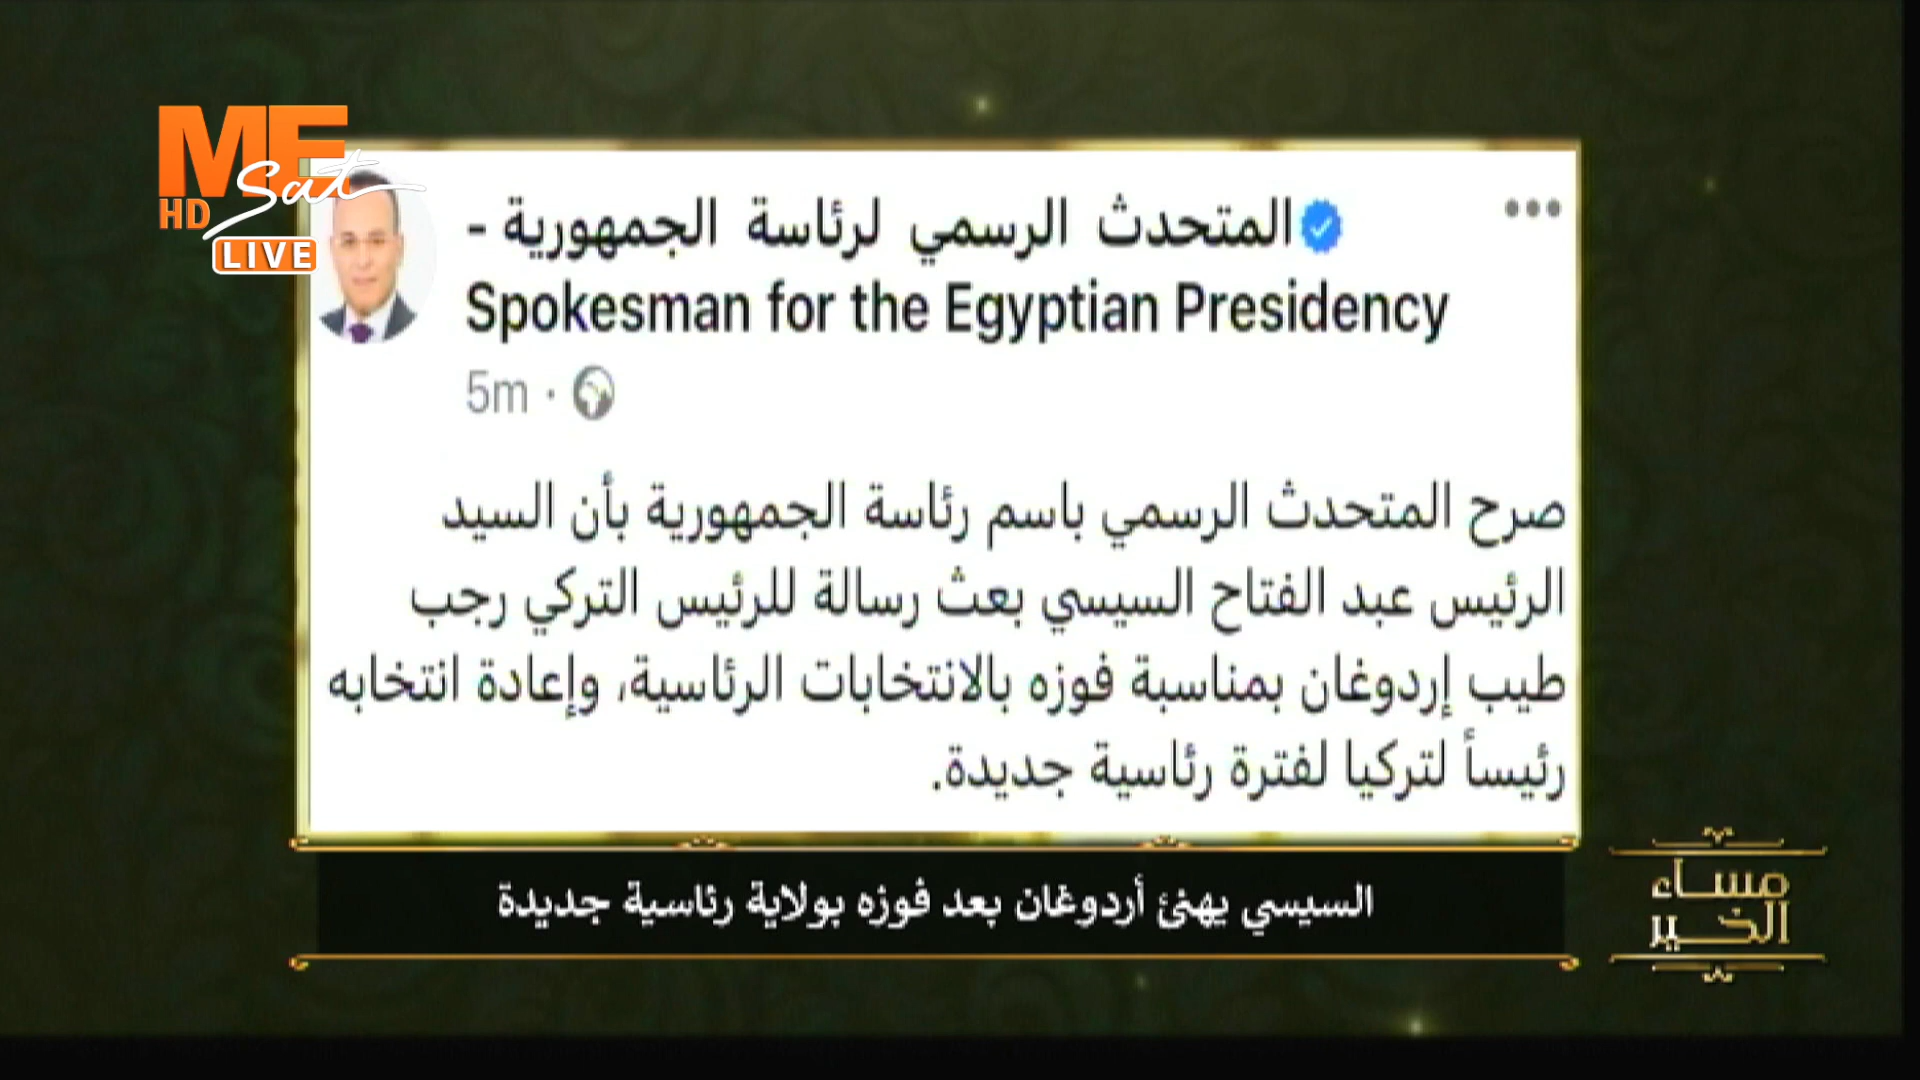 ME
Sat
HD
LIVE
المتحدث الرسمي لرئاسة الجمهورية -
Spokesman for the Egyptian Presidency
5m ·
صرح المتحدث الرسمي باسم رئاسة الجمهورية بأن السيد
الرئيس عبد الفتاح السيسي بعث رسالة للرئيس التركي رجب
طيب إردوغان بمناسبة فوزه بالانتخابات الرئاسية، وإعادة انتخابه
رئيسأ لتركيا لفترة رئاسية جديدة.
السيسي يهنئ أردوغان بعد فوزه بولاية رئاسية جديدة
مساء
الخير